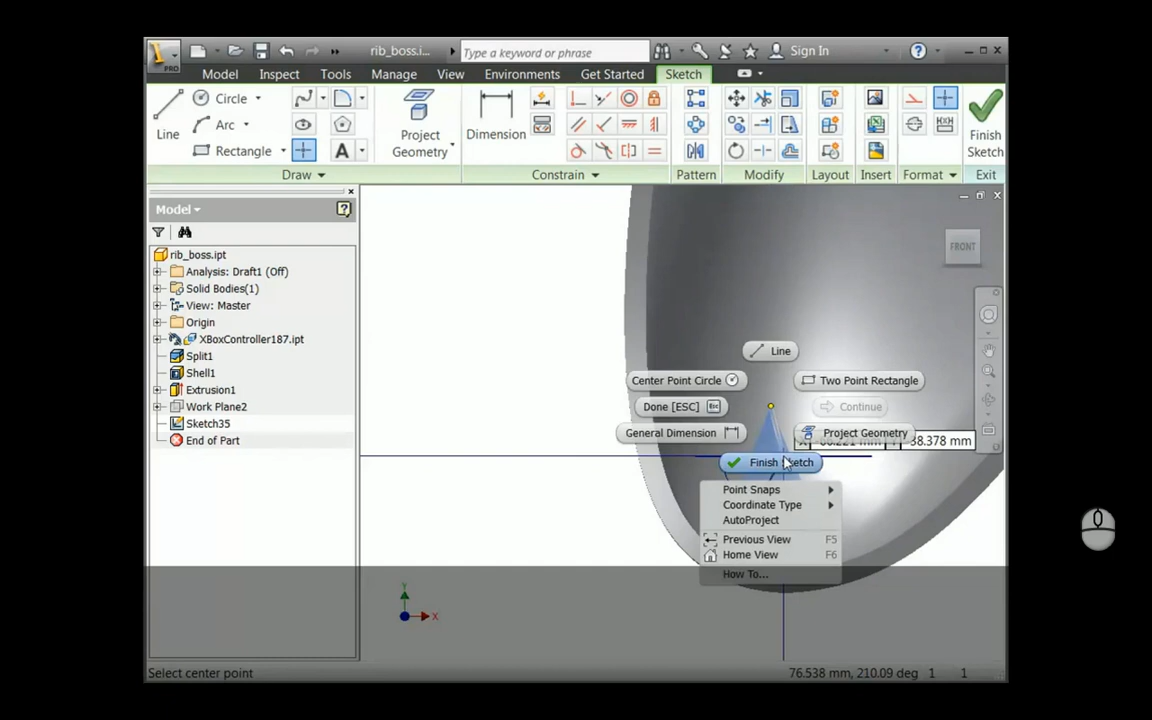 rib_boss.i...
Type a keyword or phrase
Sign In
PRO
Model Inspect Tools Manage View Environments Get Started Sketch
Line
Circle
Arc
Rectangle
A
Project Geometry
Dimension
Finish Sketch
Draw Constrain Pattern Modify Layout Insert Format Exit
Model
rib_boss.ipt
Analysis: Draft1 (Off)
Solid Bodies(1)
View: Master
Origin
XBoxController187.ipt
Split1
Shell1
Extrusion1
Work Plane2
Sketch35
End of Part
FRONT
Line
Center Point Circle
Two Point Rectangle
Done [ESC] Esc
Continue
General Dimension
Project Geometry
38.378 mm
Finish Sketch
Point Snaps
Coordinate Type
AutoProject
Previous View F5
Home View F6
How To...
Y
X
Select center point
76.538 mm, 210.09 deg 1 1